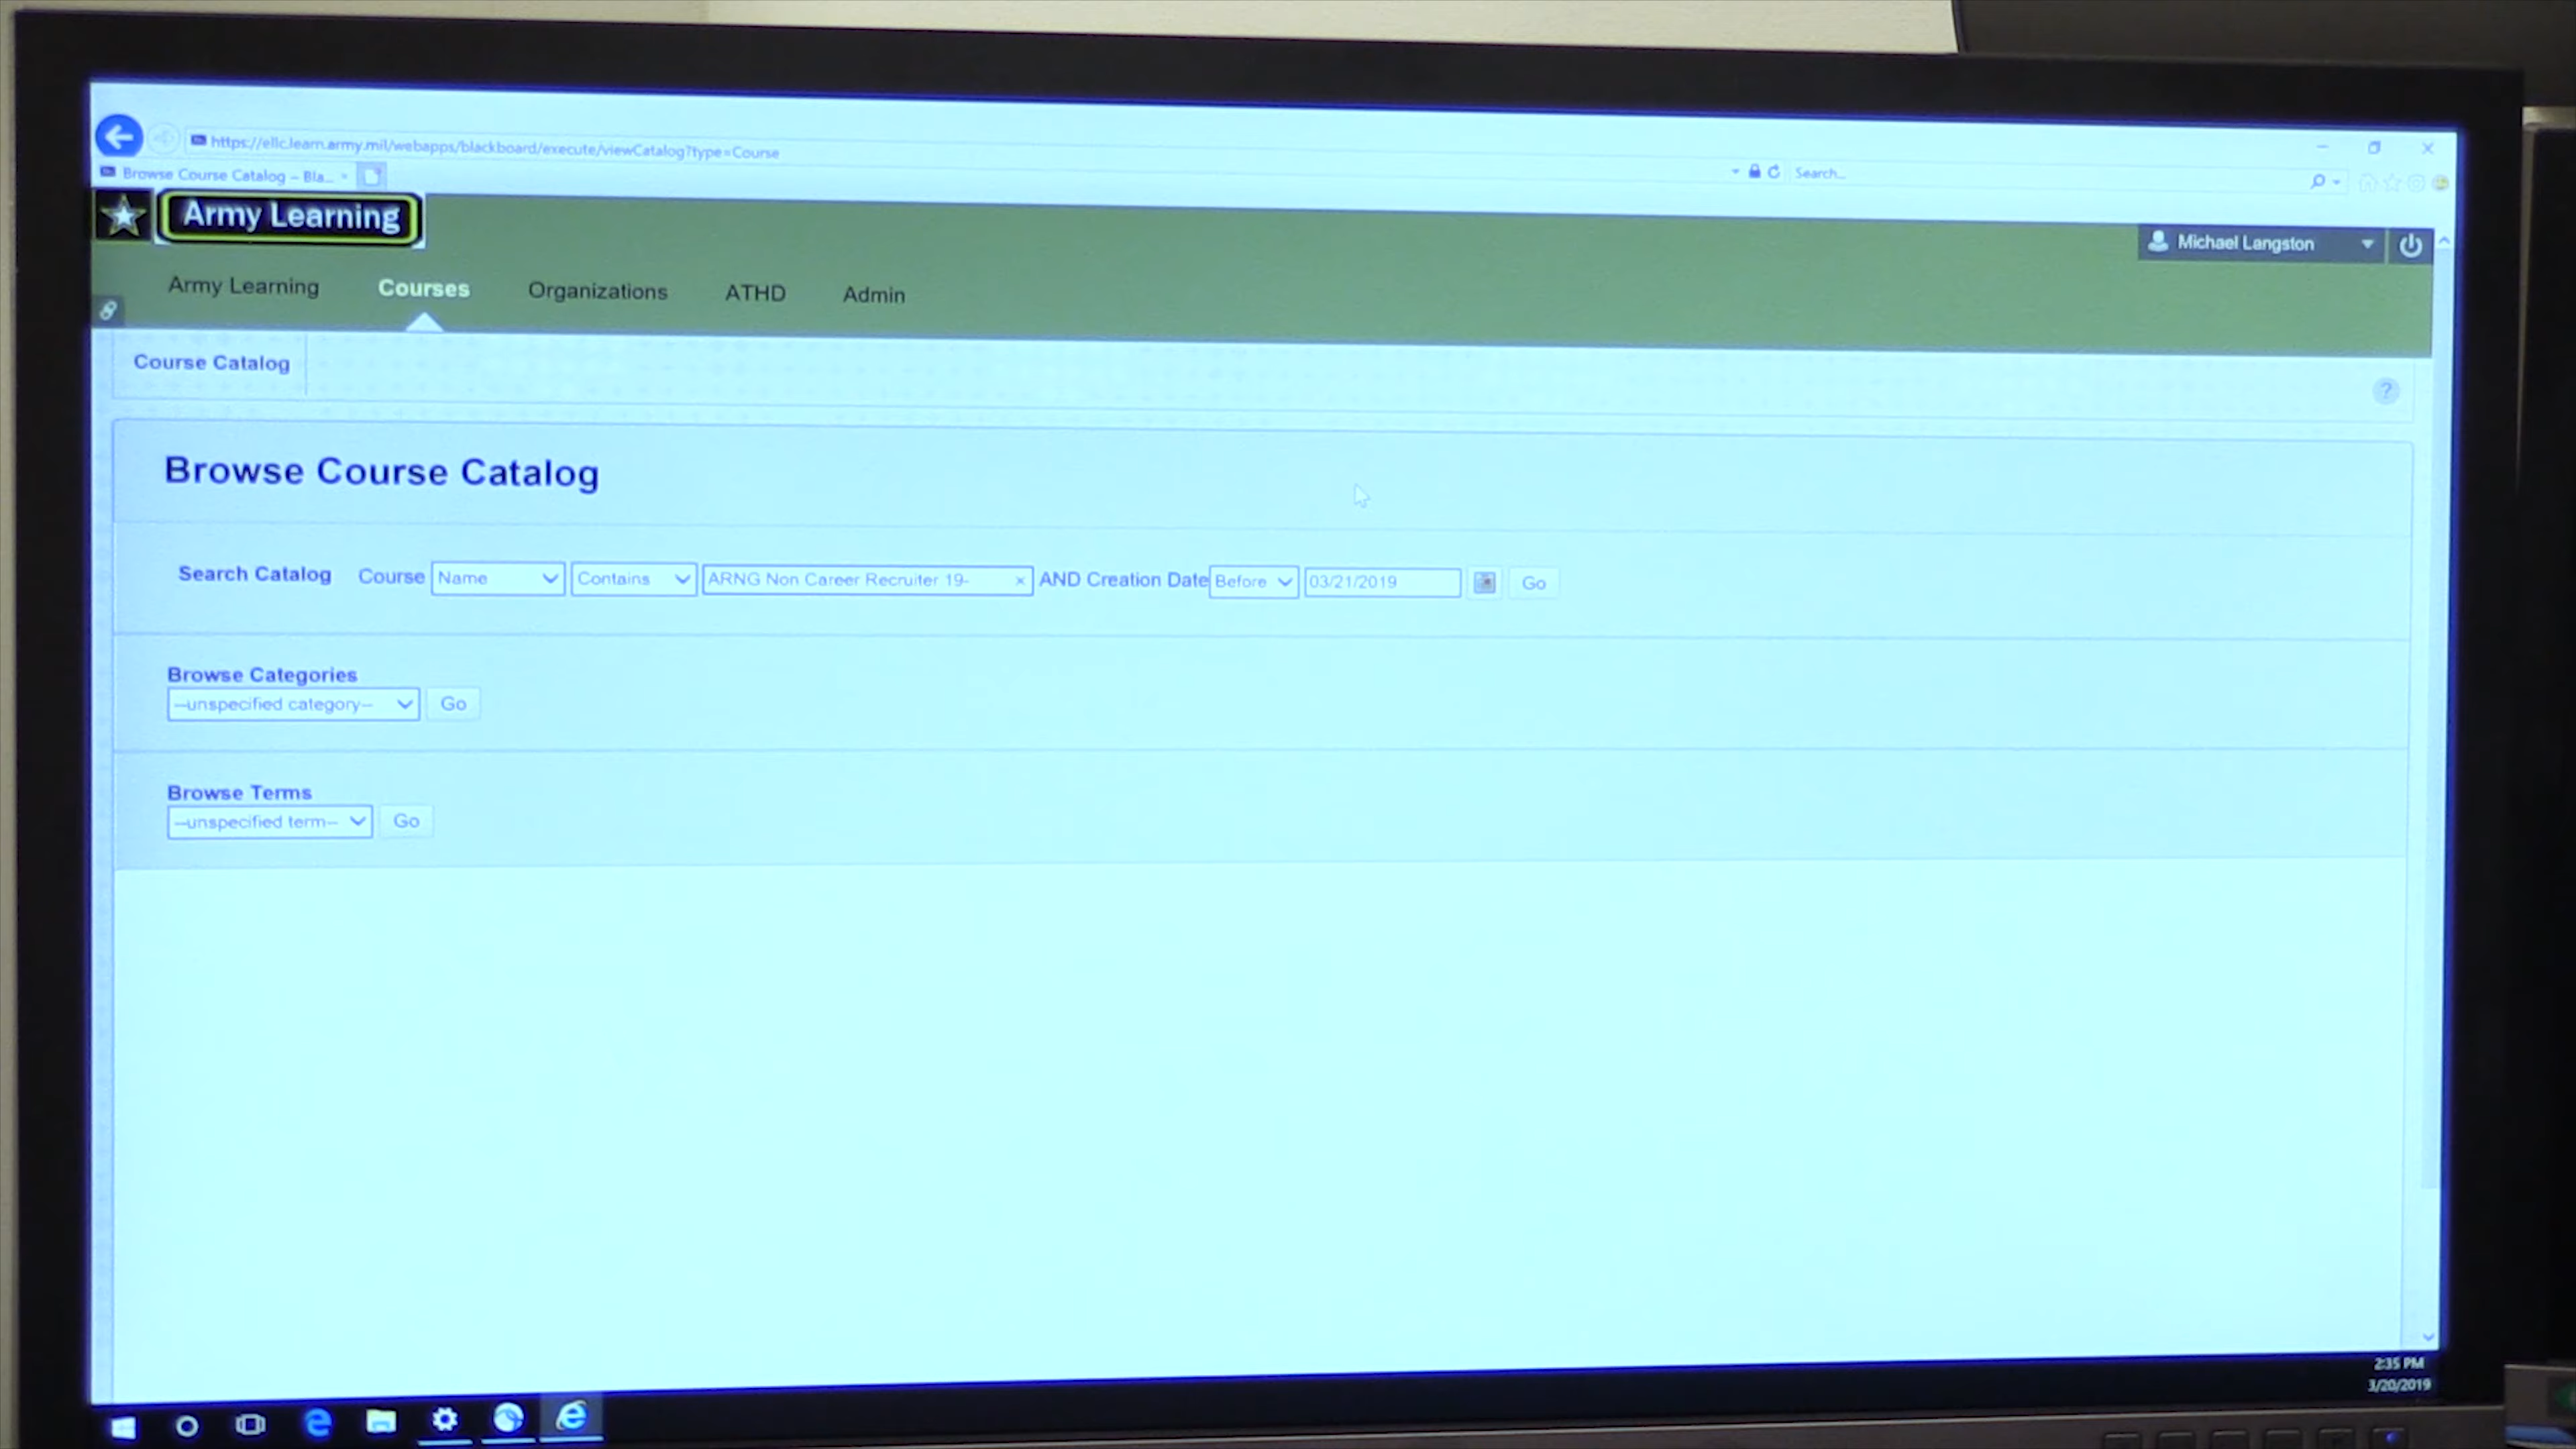 https://ellc.learn.army.mil/webapps/blackboard/execute/viewCatalog?type=Course
Search...
Browse Course Catalog – Bla...
Army Learning
Michael Langston
Army Learning Courses Organizations ATHD Admin
Course Catalog
?
Browse Course Catalog
Search Catalog Course Name Contains ARNG Non Career Recruiter 19- × AND Creation Date Before 03/21/2019 Go
Browse Categories
--unspecified category-- Go
Browse Terms
--unspecified term-- Go
2:35 PM
3/20/2019